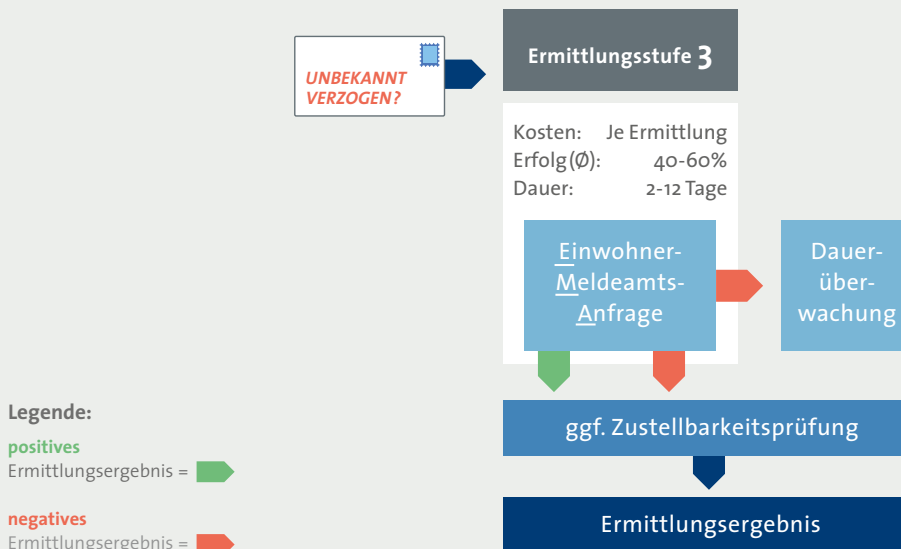 UNBEKANNT
VERZOGEN?
Ermittlungsstufe 3
Kosten: Je Ermittlung
Erfolg(Ø): 40-60%
Dauer: 2-12 Tage
Einwohner-
Meldeamts-
Anfrage
Dauer-
über-
wachung
ggf. Zustellbarkeitsprüfung
Ermittlungsergebnis
Legende:
positives
Ermittlungsergebnis =
negatives
Ermittlungsergebnis =